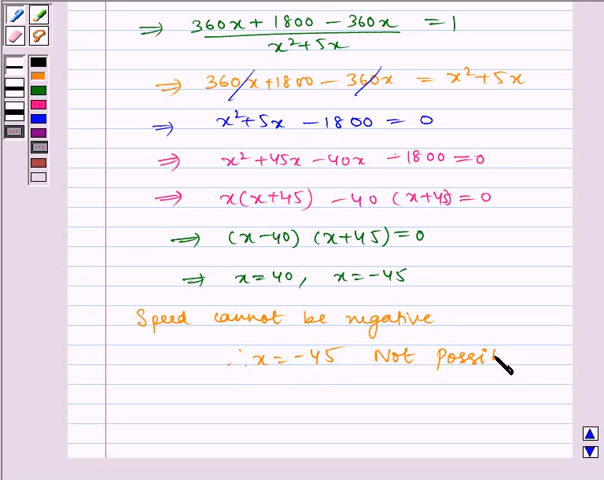 ⇒ (360x + 1800 − 360x)/(x² + 5x) = 1
⇒ 360x + 1800 − 360x = x² + 5x
⇒ x² + 5x − 1800 = 0
⇒ x² + 45x − 40x − 1800 = 0
⇒ x(x+45) − 40 (x+45) = 0
⇒ (x−40) (x+45) = 0
⇒ x = 40, x = −45
Speed cannot be negative
∴ x = −45 Not Possi